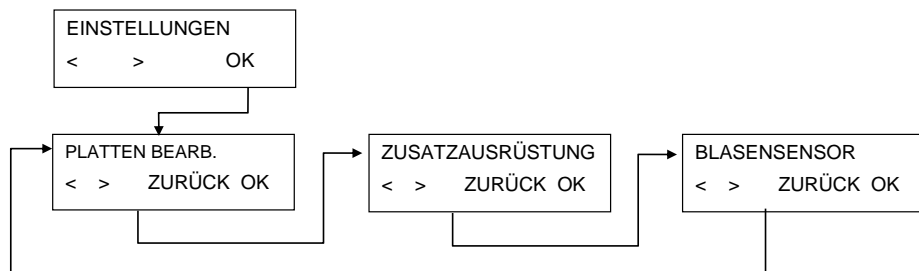 EINSTELLUNGEN
< > OK
PLATTEN BEARB.
< > ZURÜCK OK
ZUSATZAUSRÜSTUNG
< > ZURÜCK OK
BLASENSENSOR
< > ZURÜCK OK